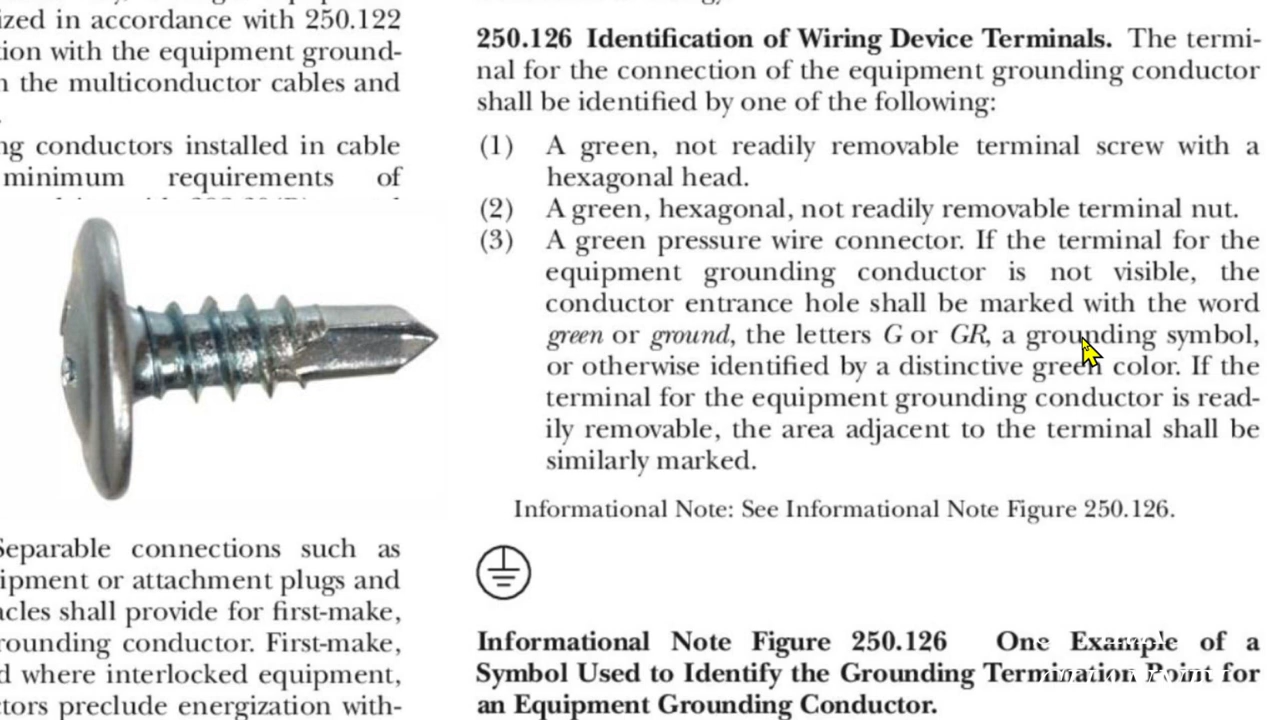 ized in accordance with 250.122
tion with the equipment ground-
the multiconductor cables and
conductors installed in cable
minimum requirements of
Separable connections such as
ipment or attachment plugs and
acles shall provide for first-make,
rounding conductor. First-make,
where interlocked equipment,
tors preclude energization with-
250.126 Identification of Wiring Device Terminals. The termi-
nal for the connection of the equipment grounding conductor
shall be identified by one of the following:
(1) A green, not readily removable terminal screw with a
hexagonal head.
(2) A green, hexagonal, not readily removable terminal nut.
(3) A green pressure wire connector. If the terminal for the
equipment grounding conductor is not visible, the
conductor entrance hole shall be marked with the word
green or ground, the letters G or GR, a grounding symbol,
or otherwise identified by a distinctive green color. If the
terminal for the equipment grounding conductor is read-
ily removable, the area adjacent to the terminal shall be
similarly marked.
Informational Note: See Informational Note Figure 250.126.
Informational Note Figure 250.126 One Example of a
Symbol Used to Identify the Grounding Termination Point for
an Equipment Grounding Conductor.